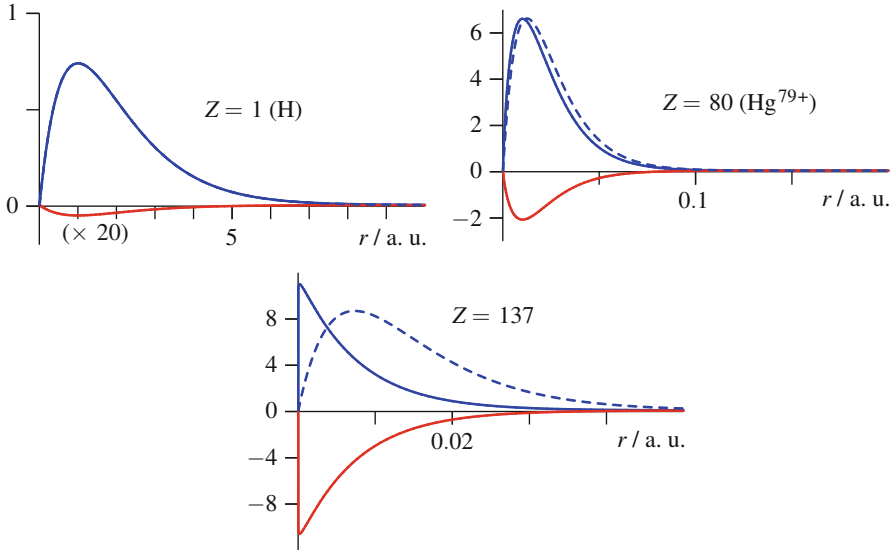 1
Z = 1 (H)
0
(× 20)
5
r / a. u.
6
4
2
0
−2
Z = 80 (Hg⁷⁹⁺)
0.1
r / a. u.
8
4
0
−4
−8
Z = 137
0.02
r / a. u.